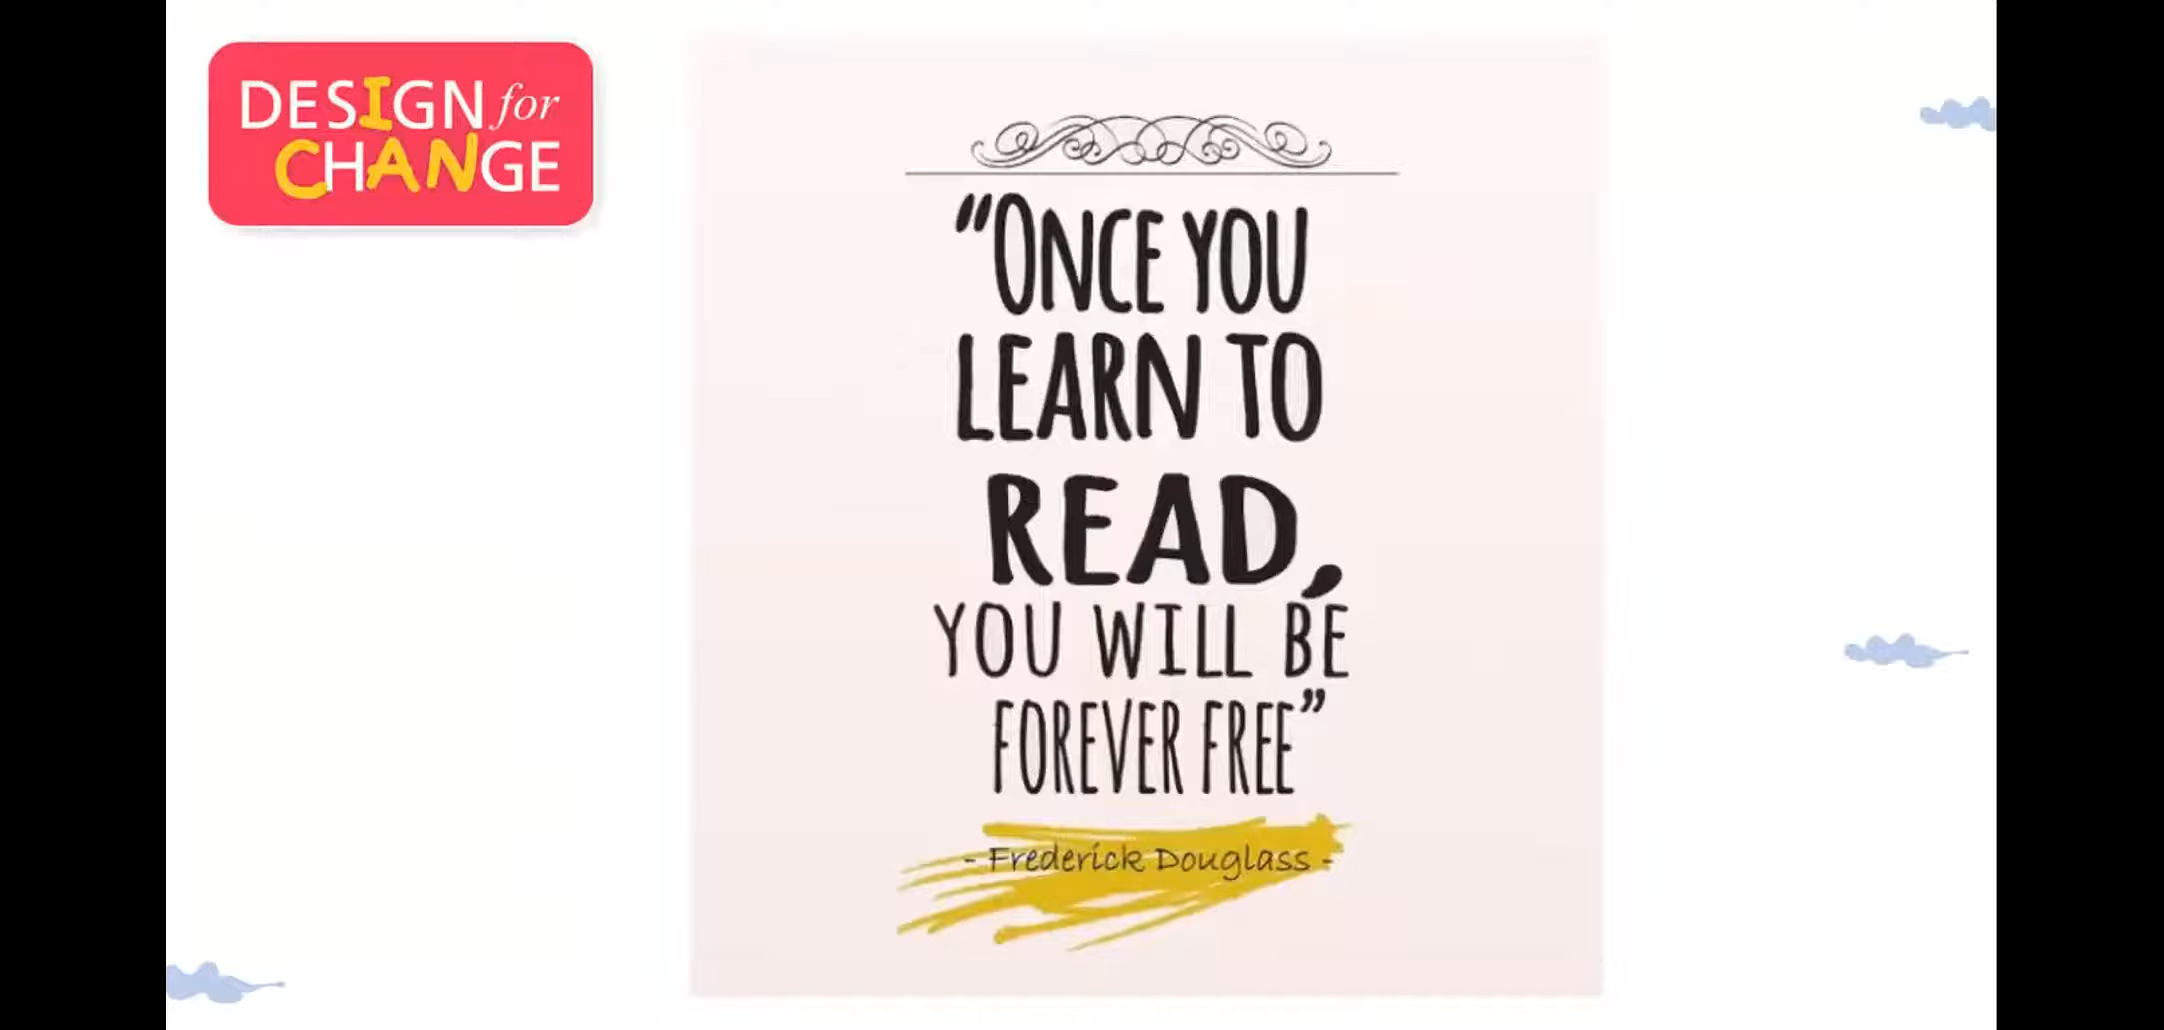 DESIGN for
CHANGE
“ONCE YOU
LEARN TO
READ,
YOU WILL BE
FOREVER FREE”
- Frederick Douglass -